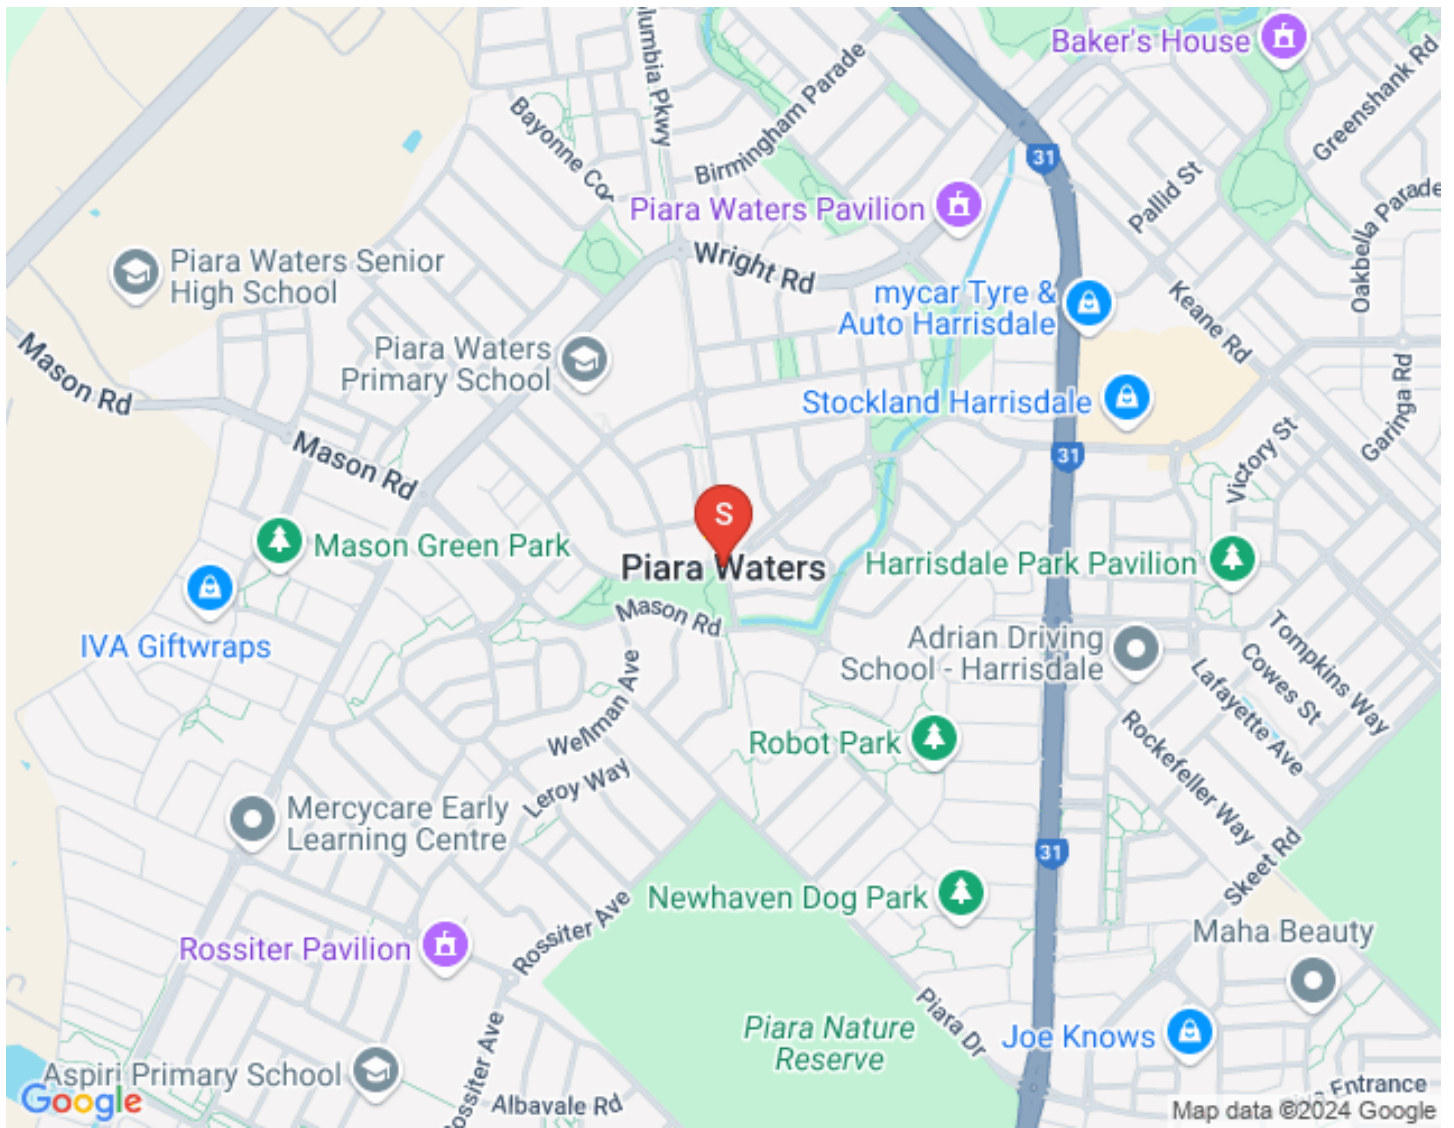 Columbia Pkwy
Baker's House
Greenshank Rd
Bayonne Cor
Birmingham Parade
31
Pallid St
Oakbella Parade
Piara Waters Pavilion
Wright Rd
Piara Waters Senior
High School
mycar Tyre &
Auto Harrisdale
Keane Rd
Mason Rd
Piara Waters
Primary School
Stockland Harrisdale
Garinga Rd
Victory St
Mason Rd
31
S
Mason Green Park
Piara Waters
Harrisdale Park Pavilion
Mason Rd
IVA Giftwraps
Adrian Driving
School - Harrisdale
Tompkins Way
Cowes St
Lafayette Ave
Wellman Ave
Robot Park
Rockefeller Way
Leroy Way
Mercycare Early
Learning Centre
31
Skeet Rd
Newhaven Dog Park
Rossiter Ave
Maha Beauty
Rossiter Pavilion
Piara Dr
Piara Nature
Reserve
Joe Knows
Rossiter Ave
Aspiri Primary School
Albavale Rd
Entrance
Google
Map data ©2024 Google